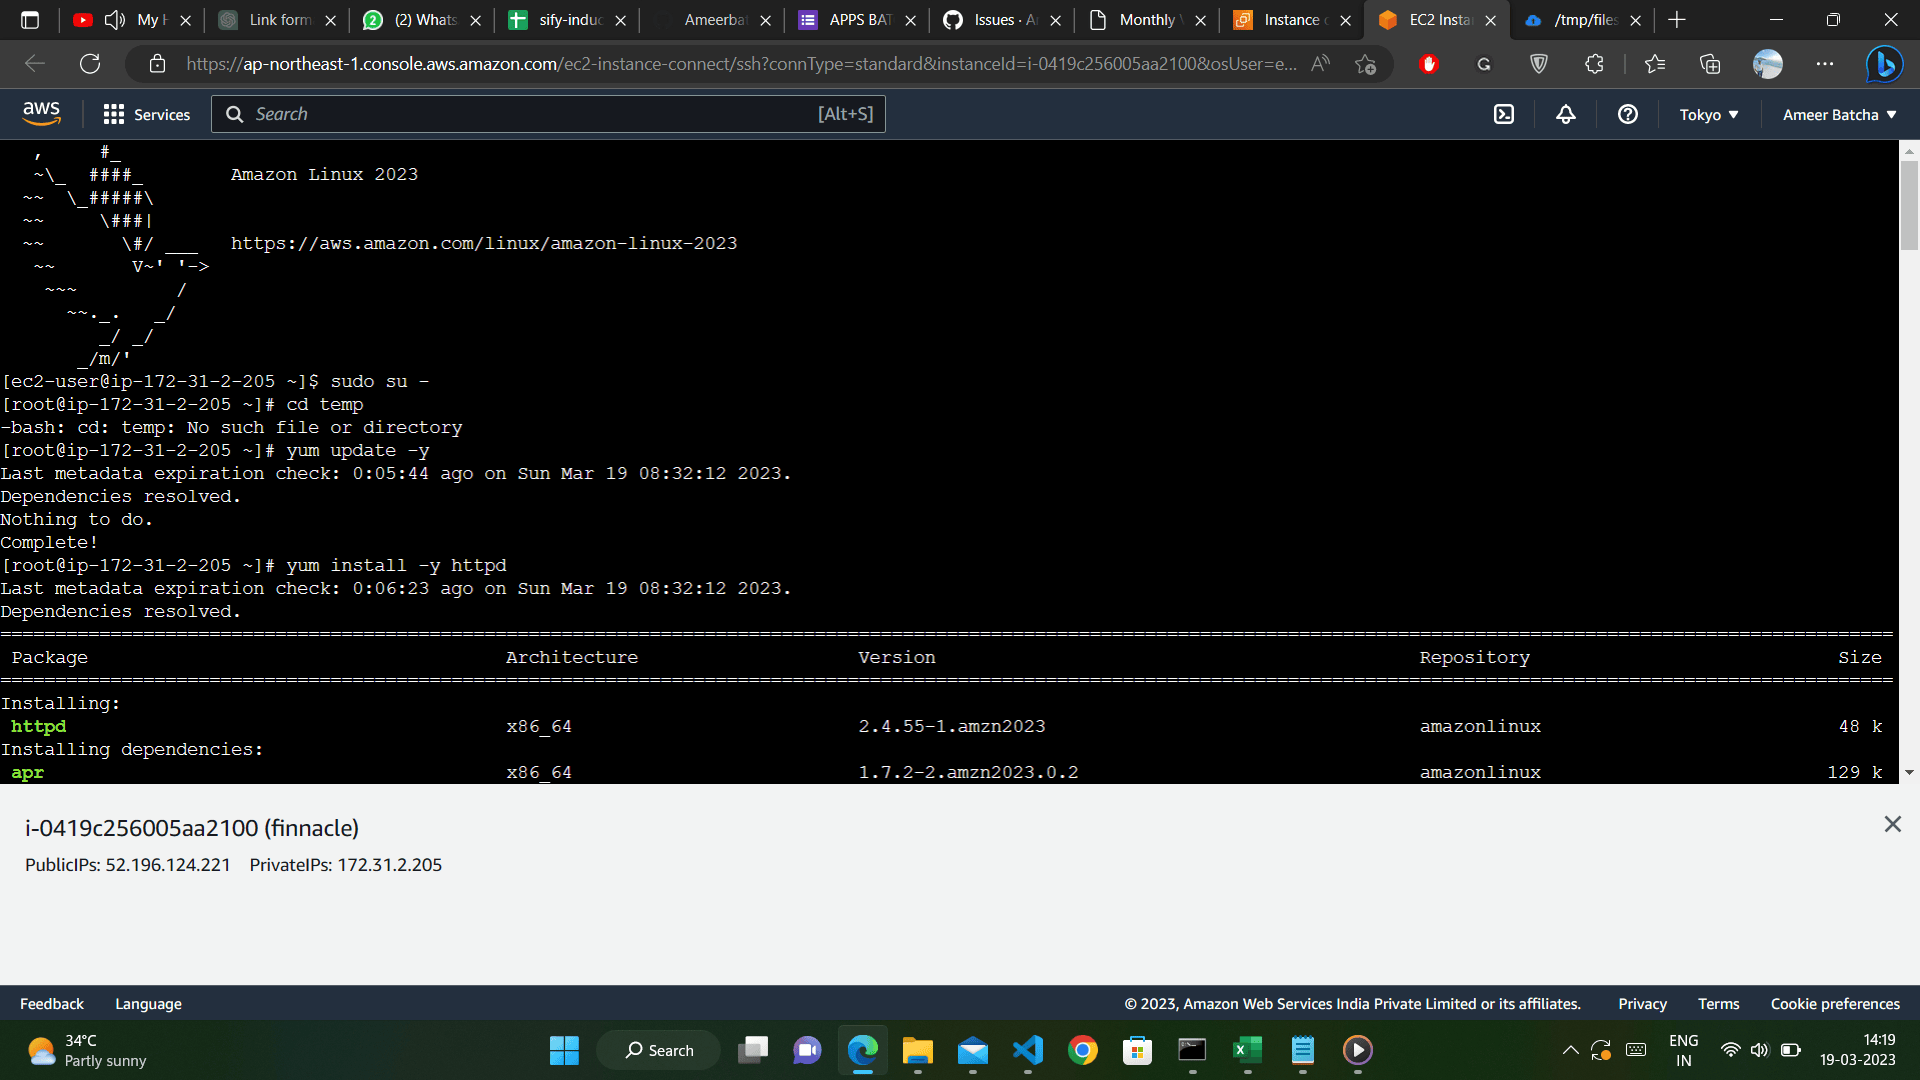 My H
Link form
(2) Whats
sify-induc
Ameerbat
APPS BAT
Issues · A
Monthly
Instance
EC2 Insta
/tmp/files
https://ap-northeast-1.console.aws.amazon.com/ec2-instance-connect/ssh?connType=standard&instanceId=i-0419c256005aa2100&osUser=e...
aws
Services
Search [Alt+S]
Tokyo ▼
Ameer Batcha ▼
   ,     #_
   ~\_  ####_        Amazon Linux 2023
  ~~  \_#####\
  ~~     \###|
  ~~       \#/ ___   https://aws.amazon.com/linux/amazon-linux-2023
   ~~       V~' '->
    ~~~         /
      ~~._.   _/
         _/ _/
       _/m/'
[ec2-user@ip-172-31-2-205 ~]$ sudo su -
[root@ip-172-31-2-205 ~]# cd temp
-bash: cd: temp: No such file or directory
[root@ip-172-31-2-205 ~]# yum update -y
Last metadata expiration check: 0:05:44 ago on Sun Mar 19 08:32:12 2023.
Dependencies resolved.
Nothing to do.
Complete!
[root@ip-172-31-2-205 ~]# yum install -y httpd
Last metadata expiration check: 0:06:23 ago on Sun Mar 19 08:32:12 2023.
Dependencies resolved.
Package Architecture Version Repository Size
Installing:
httpd x86_64 2.4.55-1.amzn2023 amazonlinux 48 k
Installing dependencies:
apr x86_64 1.7.2-2.amzn2023.0.2 amazonlinux 129 k
i-0419c256005aa2100 (finnacle)
PublicIPs: 52.196.124.221 PrivateIPs: 172.31.2.205
Feedback Language © 2023, Amazon Web Services India Private Limited or its affiliates. Privacy Terms Cookie preferences
34°C
Partly sunny
Search
ENG
IN
14:19
19-03-2023